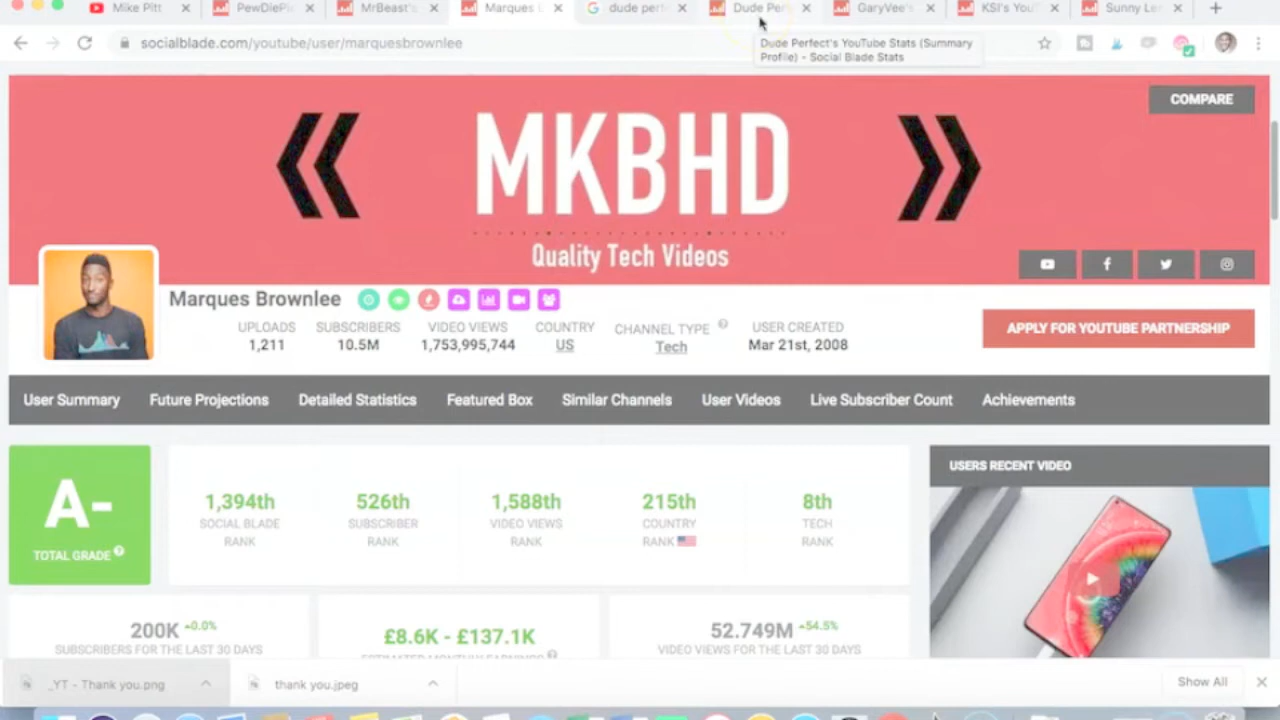 Mike Pitt
PewDiePi
MrBeast's
Marques
dude perf
Dude Per
GaryVee's
KSI's You
Sunny Le
socialblade.com/youtube/user/marquesbrownlee
Dude Perfect's YouTube Stats (Summary
Profile) - Social Blade Stats
COMPARE
MKBHD
Quality Tech Videos
Marques Brownlee
UPLOADS SUBSCRIBERS VIDEO VIEWS COUNTRY CHANNEL TYPE USER CREATED
1,211 10.5M 1,753,995,744 US Tech Mar 21st, 2008
APPLY FOR YOUTUBE PARTNERSHIP
User Summary Future Projections Detailed Statistics Featured Box Similar Channels User Videos Live Subscriber Count Achievements
A-
TOTAL GRADE
1,394th 526th 1,588th 215th 8th
SOCIAL BLADE SUBSCRIBER VIDEO VIEWS COUNTRY TECH
RANK RANK RANK RANK RANK
USERS RECENT VIDEO
200K +0.0%
SUBSCRIBERS FOR THE LAST 30 DAYS
£8.6K - £137.1K
ESTIMATED MONTHLY EARNINGS
52.749M +54.5%
VIDEO VIEWS FOR THE LAST 30 DAYS
_YT - Thank you.png
thank you.jpeg
Show All